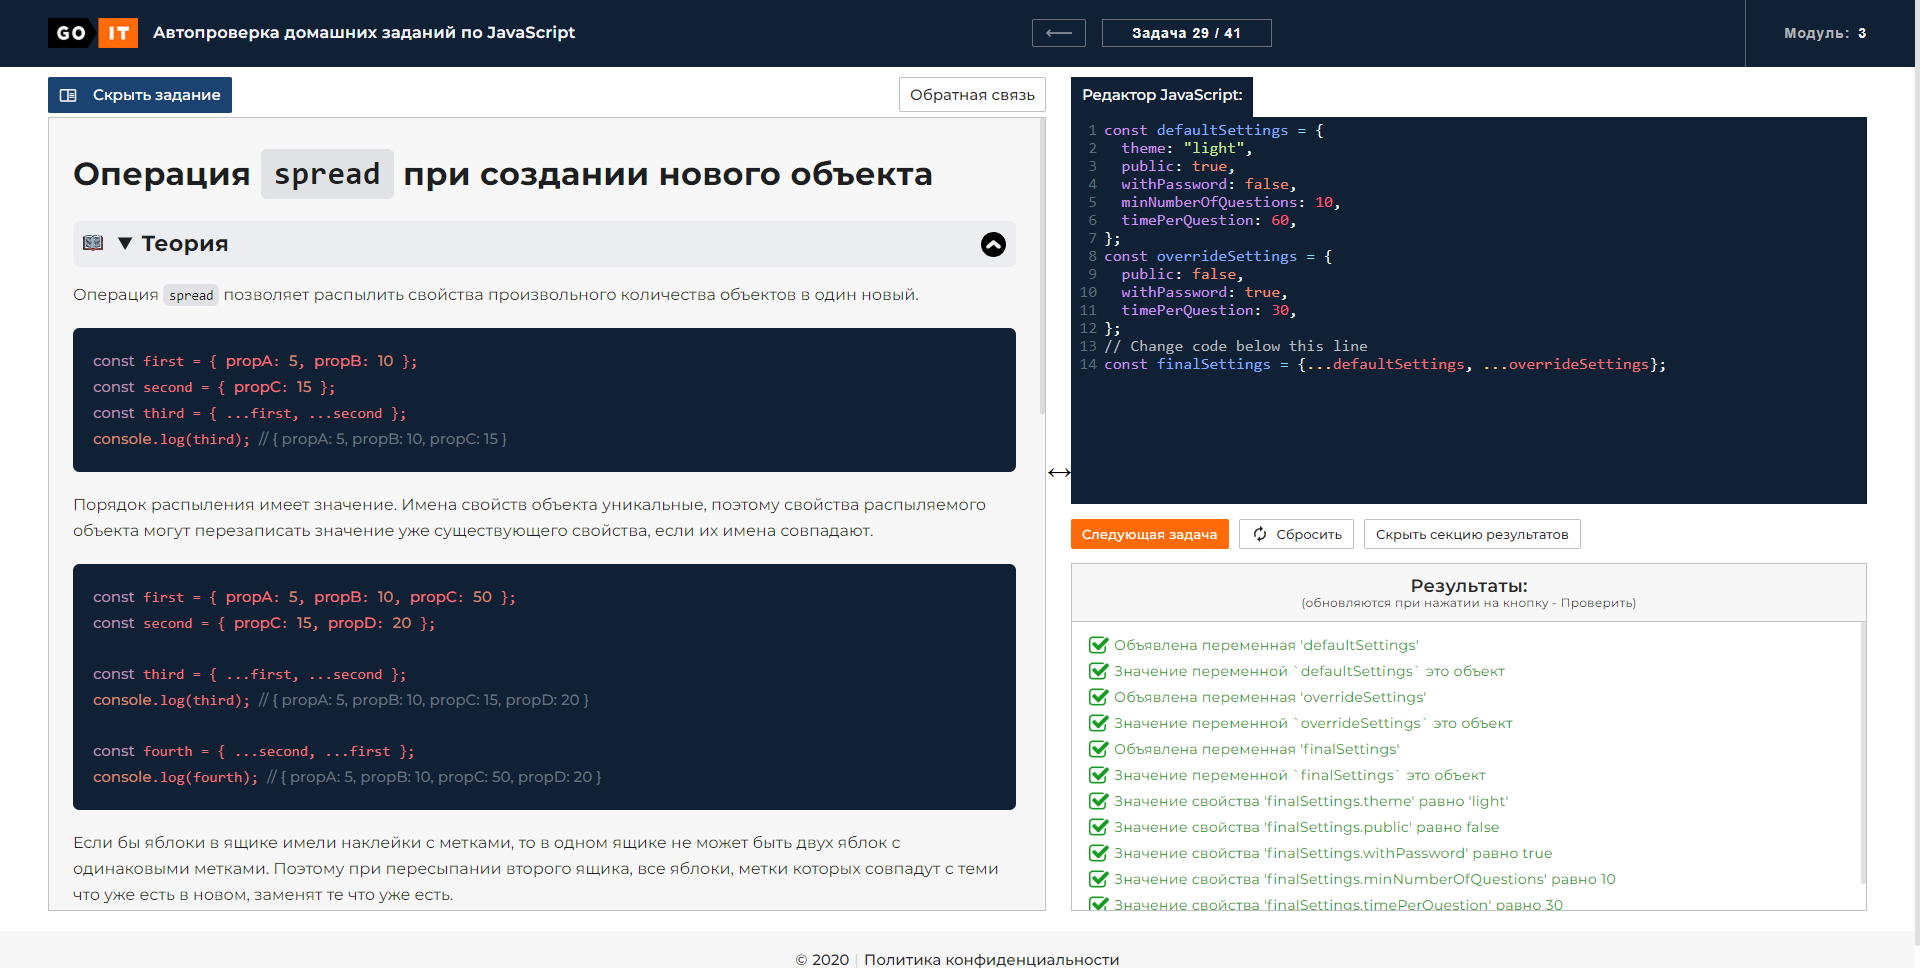 GO IT Автопроверка домашних заданий по JavaScript
Задача 29 / 41
Модуль: 3
Скрыть задание
Обратная связь
Операция spread при создании нового объекта
▼ Теория
Операция spread позволяет распылить свойства произвольного количества объектов в один новый.
const first = { propA: 5, propB: 10 };
const second = { propC: 15 };
const third = { ...first, ...second };
console.log(third); // { propA: 5, propB: 10, propC: 15 }
Порядок распыления имеет значение. Имена свойств объекта уникальные, поэтому свойства распыляемого
объекта могут перезаписать значение уже существующего свойства, если их имена совпадают.
const first = { propA: 5, propB: 10, propC: 50 };
const second = { propC: 15, propD: 20 };
const third = { ...first, ...second };
console.log(third); // { propA: 5, propB: 10, propC: 15, propD: 20 }
const fourth = { ...second, ...first };
console.log(fourth); // { propA: 5, propB: 10, propC: 50, propD: 20 }
Если бы яблоки в ящике имели наклейки с метками, то в одном ящике не может быть двух яблок с
одинаковыми метками. Поэтому при пересыпании второго ящика, все яблоки, метки которых совпадут с теми
что уже есть в новом, заменят те что уже есть.
Редактор JavaScript:
1 const defaultSettings = {
2 theme: "light",
3 public: true,
4 withPassword: false,
5 minNumberOfQuestions: 10,
6 timePerQuestion: 60,
7 };
8 const overrideSettings = {
9 public: false,
10 withPassword: true,
11 timePerQuestion: 30,
12 };
13 // Change code below this line
14 const finalSettings = {...defaultSettings, ...overrideSettings};
Следующая задача
Сбросить
Скрыть секцию результатов
Результаты:
(обновляются при нажатии на кнопку - Проверить)
Объявлена переменная 'defaultSettings'
Значение переменной `defaultSettings` это объект
Объявлена переменная 'overrideSettings'
Значение переменной `overrideSettings` это объект
Объявлена переменная 'finalSettings'
Значение переменной `finalSettings` это объект
Значение свойства 'finalSettings.theme' равно 'light'
Значение свойства 'finalSettings.public' равно false
Значение свойства 'finalSettings.withPassword' равно true
Значение свойства 'finalSettings.minNumberOfQuestions' равно 10
Значение свойства 'finalSettings.timePerQuestion' равно 30
© 2020 | Политика конфиденциальности